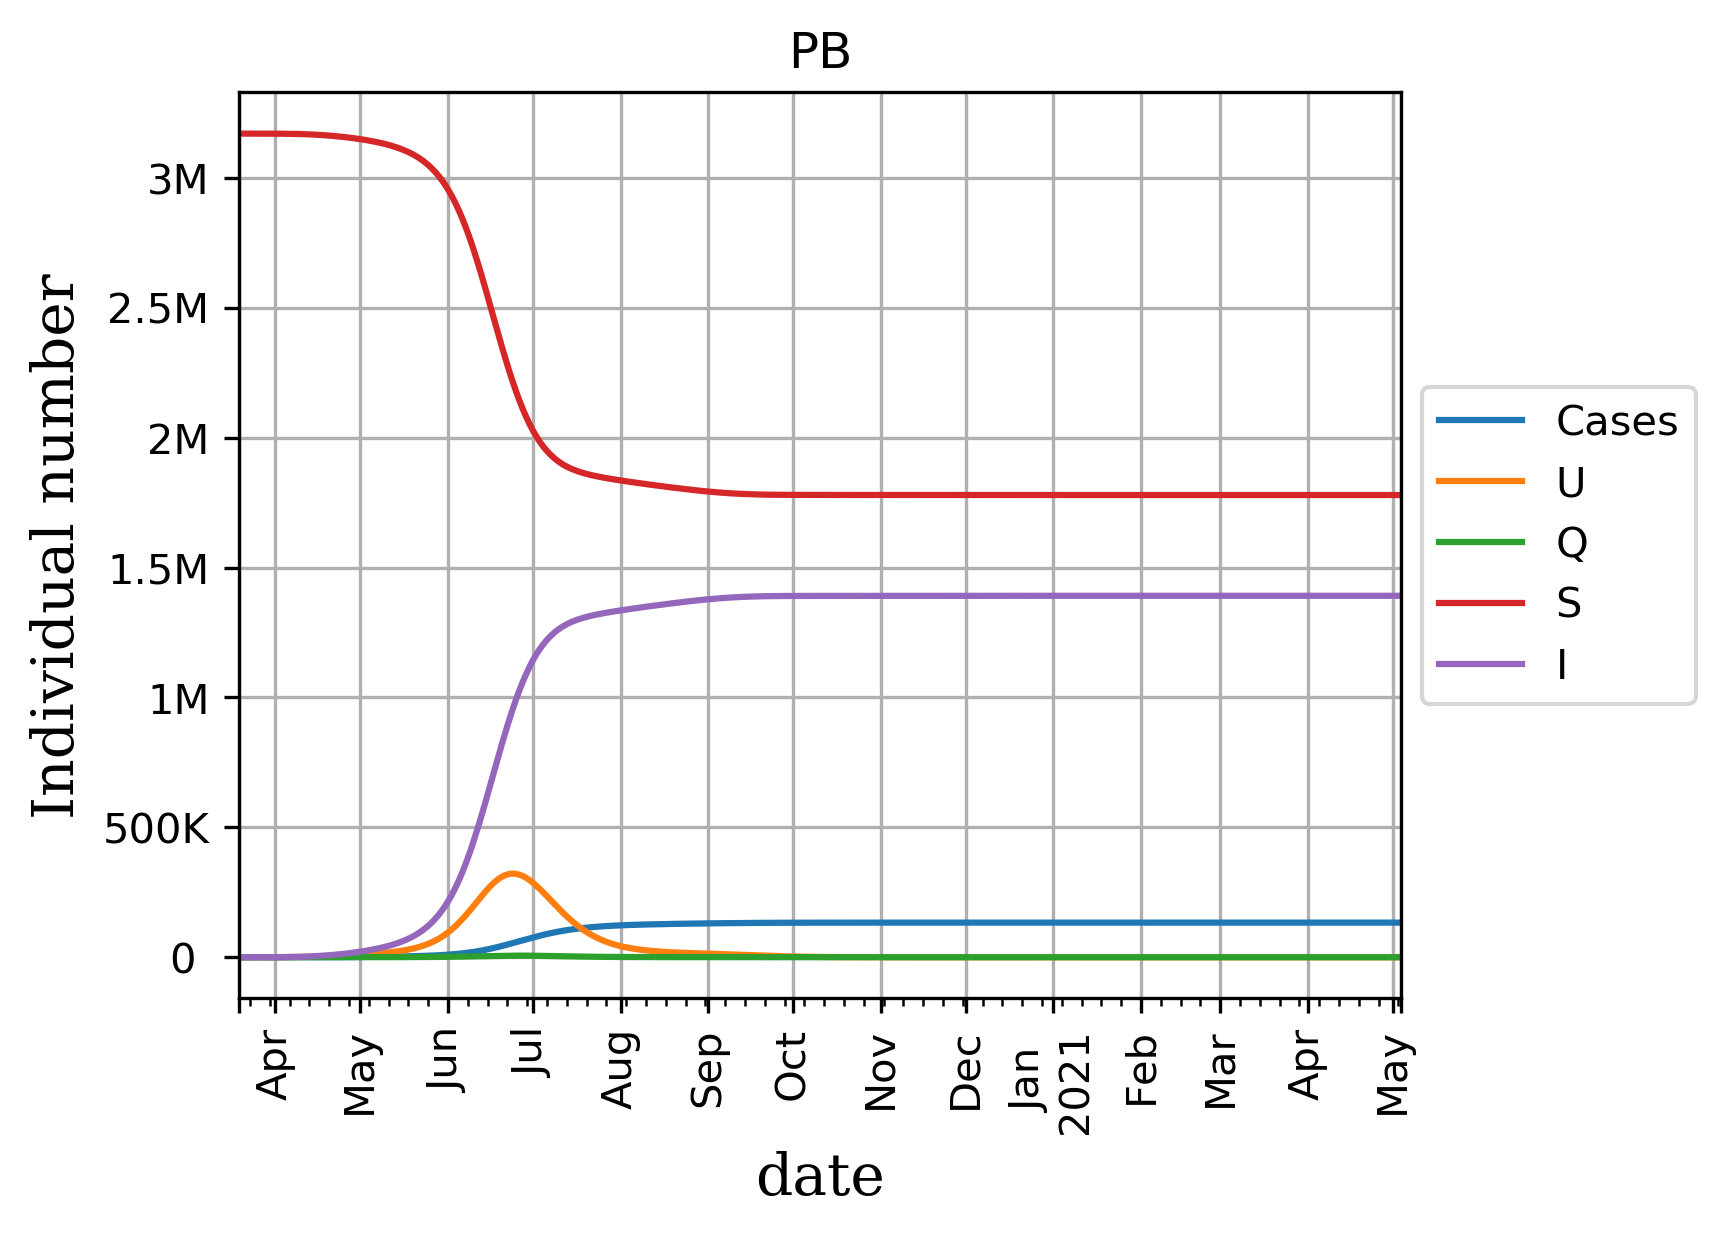 PB
Individual number
3M
2.5M
2M
1.5M
1M
500K
0
Apr
May
Jun
Jul
Aug
Sep
Oct
Nov
Dec
Jan
2021
Feb
Mar
Apr
May
date
Cases
U
Q
S
I